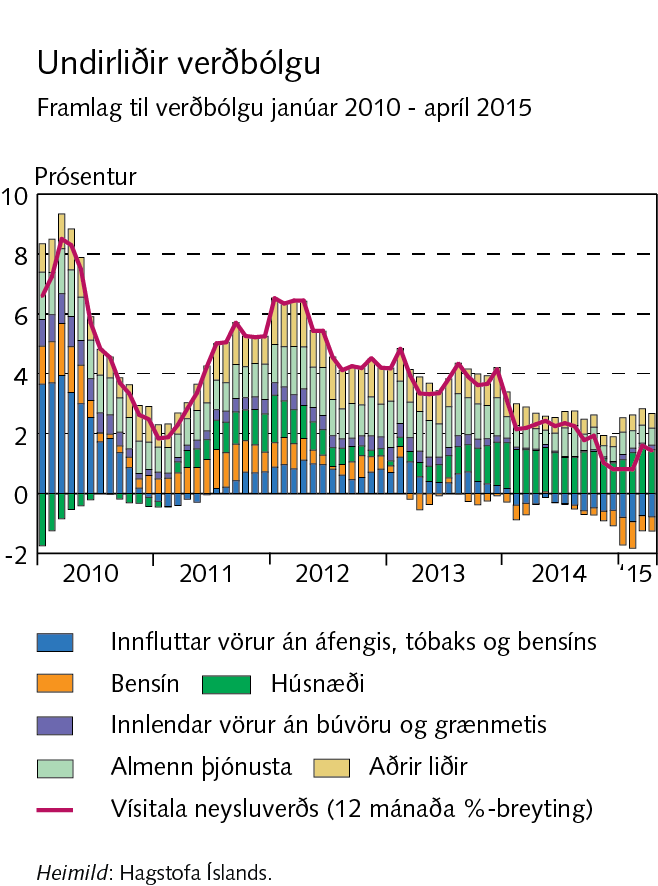 Undirliðir verðbólgu
Framlag til verðbólgu janúar 2010 - apríl 2015
Prósentur
10
8
6
4
2
0
-2
2010 2011 2012 2013 2014 '15
Innfluttar vörur án áfengis, tóbaks og bensíns
Bensín Húsnæði
Innlendar vörur án búvöru og grænmetis
Almenn þjónusta Aðrir liðir
Vísitala neysluverðs (12 mánaða %-breyting)
Heimild: Hagstofa Íslands.